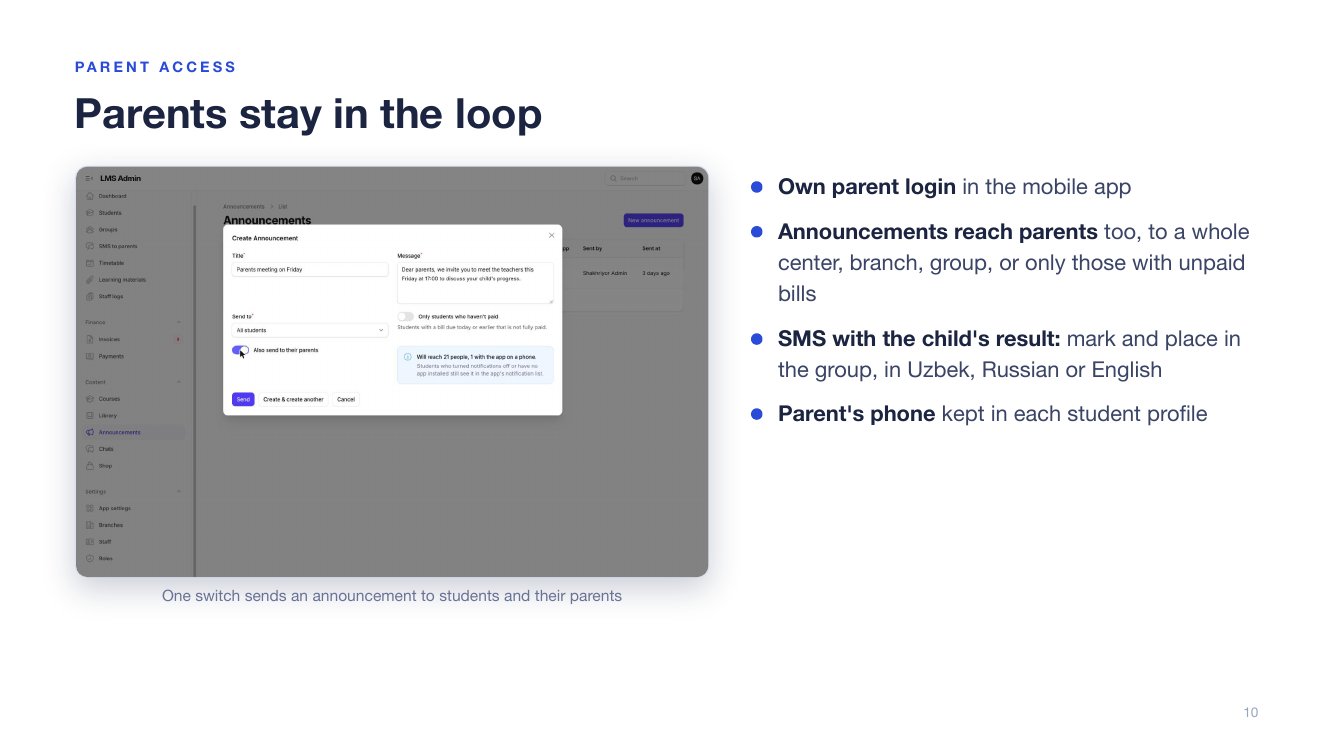 PARENT ACCESS
Parents stay in the loop
LMS Admin
Search
SA
Dashboard
Students
Groups
SMS to parents
Timetable
Learning materials
Staff logs
Finance
Invoices
Payments
Content
Courses
Library
Announcements
Chats
Shop
Settings
App settings
Branches
Staff
Roles
Announcements > List
Announcements
New announcement
Sent by
Sent at
Shakhriyor Admin
3 days ago
Create Announcement
Title*
Parents meeting on Friday
Message*
Dear parents, we invite you to meet the teachers this
Friday at 17:00 to discuss your child's progress.
Send to*
All students
Only students who haven't paid
Students with a bill due today or earlier that is not fully paid.
Also send to their parents
Will reach 21 people, 1 with the app on a phone.
Students who turned notifications off or have no
app installed still see it in the app's notification list.
Send
Create & create another
Cancel
One switch sends an announcement to students and their parents
Own parent login in the mobile app
Announcements reach parents too, to a whole
center, branch, group, or only those with unpaid
bills
SMS with the child's result: mark and place in
the group, in Uzbek, Russian or English
Parent's phone kept in each student profile
10